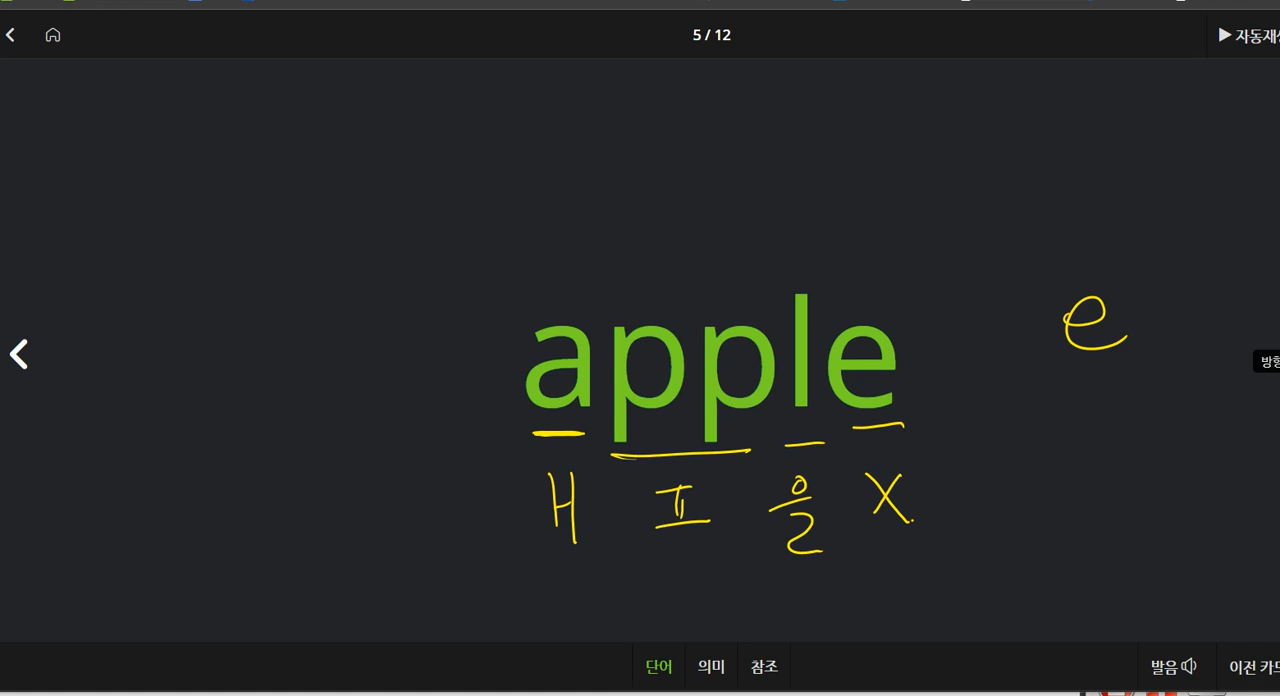 5 / 12
▶ 자동재생
apple
e
ㅐ ㅍ 을 X
방향
단어 의미 참조 발음 이전 카드